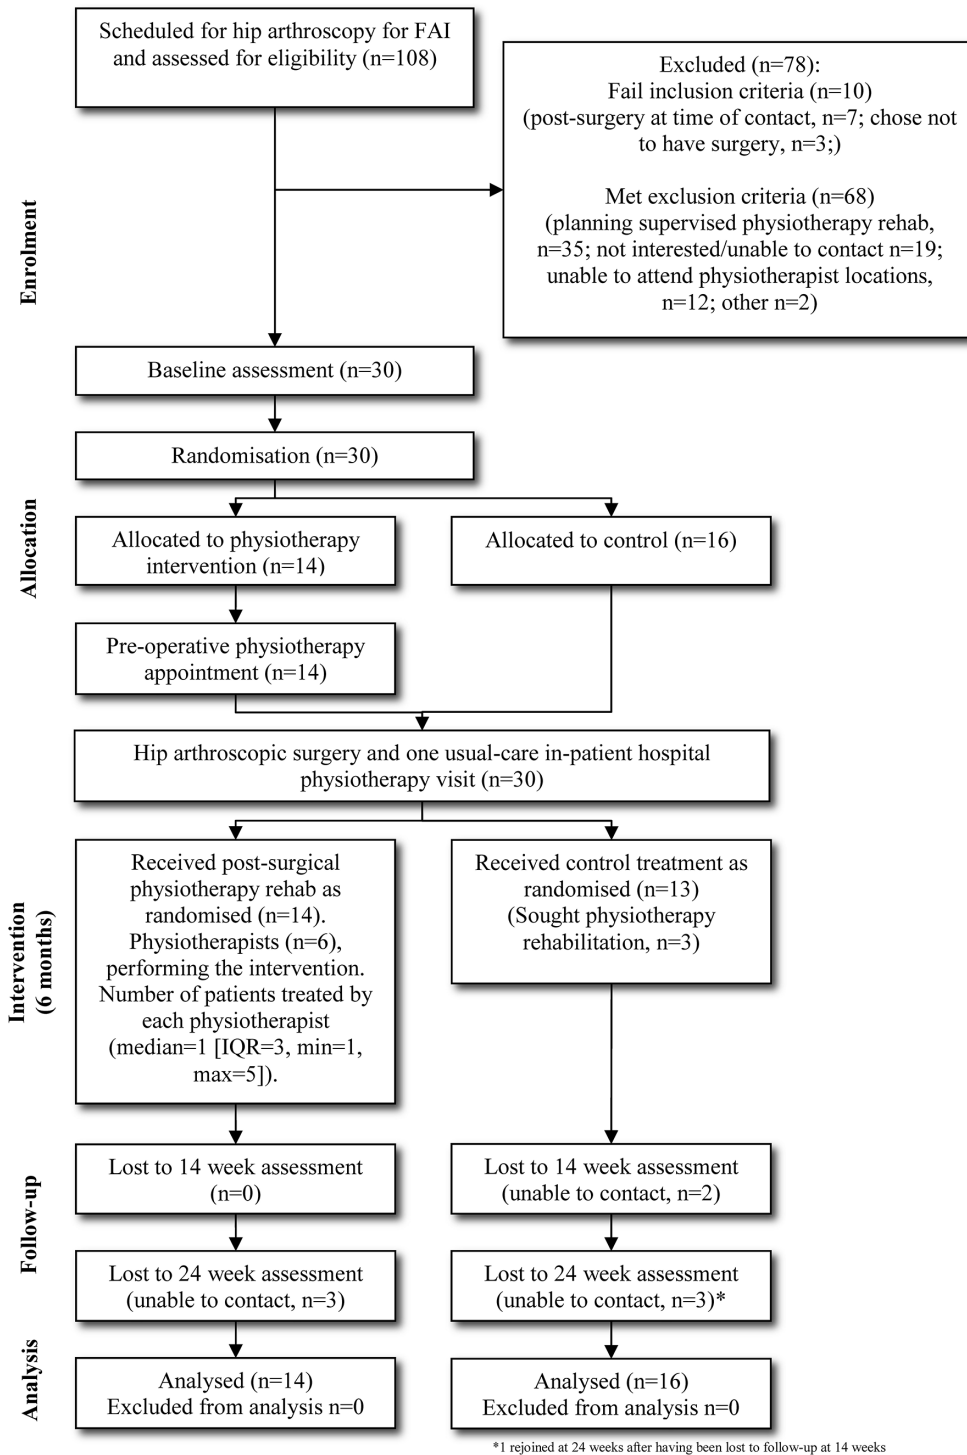 Scheduled for hip arthroscopy for FAI
and assessed for eligibility (n=108)
Excluded (n=78):
Fail inclusion criteria (n=10)
(post-surgery at time of contact, n=7; chose not
to have surgery, n=3;)
Met exclusion criteria (n=68)
(planning supervised physiotherapy rehab,
n=35; not interested/unable to contact n=19;
unable to attend physiotherapist locations,
n=12; other n=2)
Enrolment
Baseline assessment (n=30)
Randomisation (n=30)
Allocation
Allocated to physiotherapy
intervention (n=14)
Allocated to control (n=16)
Pre-operative physiotherapy
appointment (n=14)
Hip arthroscopic surgery and one usual-care in-patient hospital
physiotherapy visit (n=30)
Intervention
(6 months)
Received post-surgical
physiotherapy rehab as
randomised (n=14).
Physiotherapists (n=6),
performing the intervention.
Number of patients treated by
each physiotherapist
(median=1 [IQR=3, min=1,
max=5]).
Received control treatment as
randomised (n=13)
(Sought physiotherapy
rehabilitation, n=3)
Follow-up
Lost to 14 week assessment
(n=0)
Lost to 14 week assessment
(unable to contact, n=2)
Lost to 24 week assessment
(unable to contact, n=3)
Lost to 24 week assessment
(unable to contact, n=3)*
Analysis
Analysed (n=14)
Excluded from analysis n=0
Analysed (n=16)
Excluded from analysis n=0
*1 rejoined at 24 weeks after having been lost to follow-up at 14 weeks